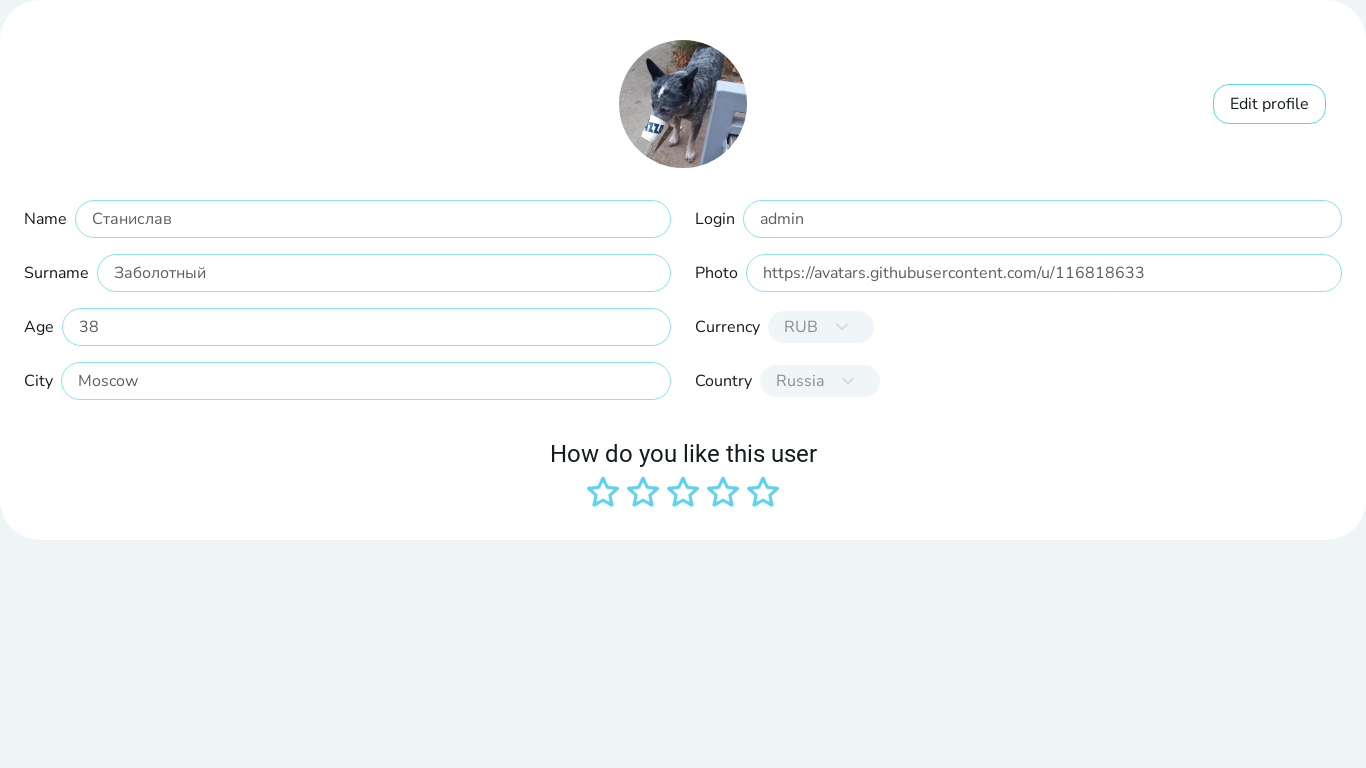 Edit profile
Name Станислав
Login admin
Surname Заболотный
Photo https://avatars.githubusercontent.com/u/116818633
Age 38
Currency RUB
City Moscow
Country Russia
How do you like this user